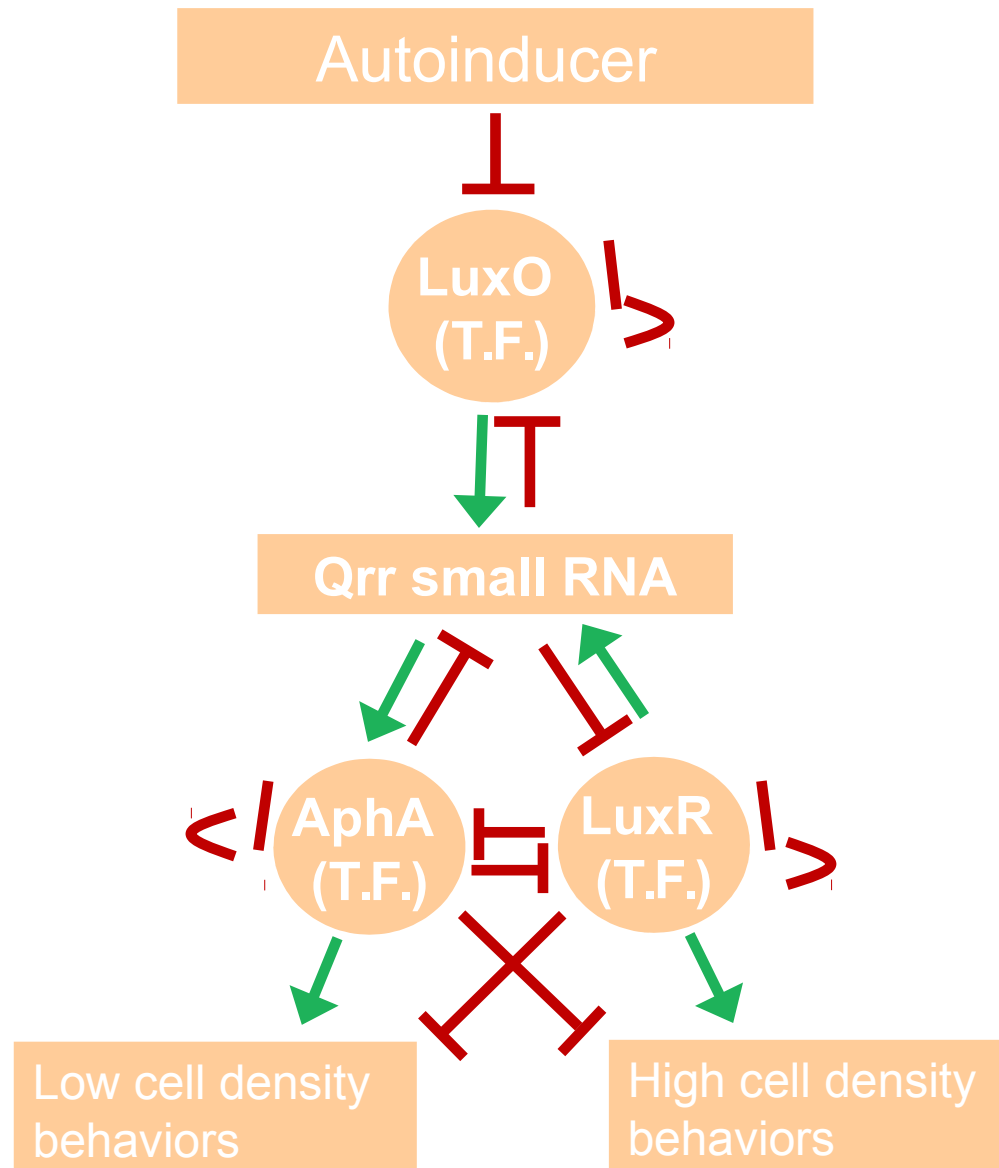 Autoinducer
LuxO
(T.F.)
Qrr small RNA
AphA
(T.F.)
LuxR
(T.F.)
Low cell density
behaviors
High cell density
behaviors